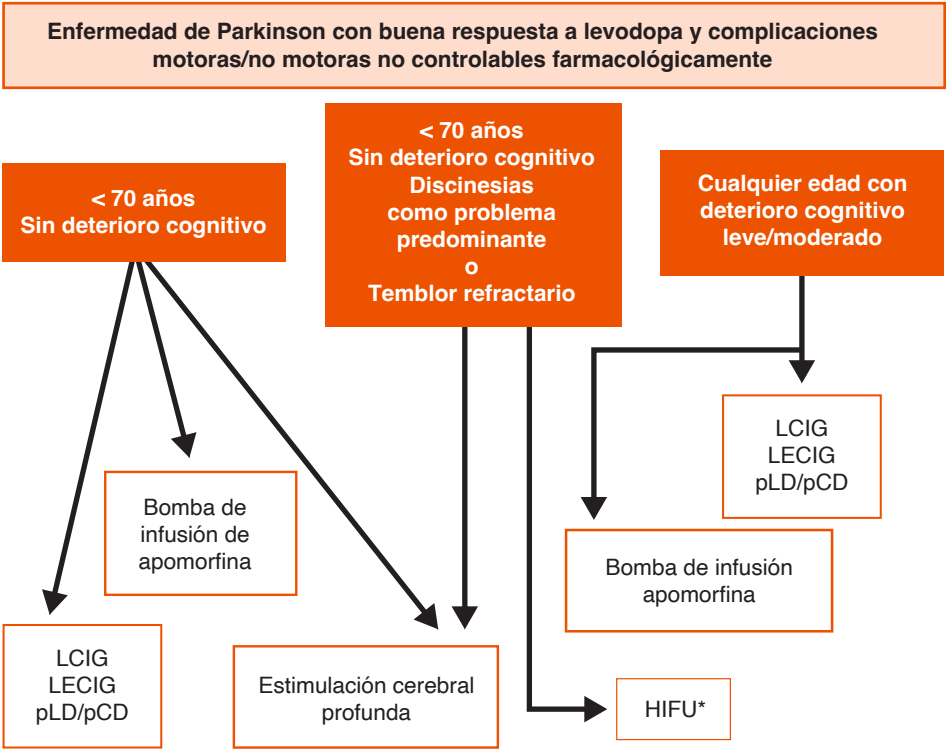 Enfermedad de Parkinson con buena respuesta a levodopa y complicaciones
motoras/no motoras no controlables farmacológicamente
< 70 años
Sin deterioro cognitivo
< 70 años
Sin deterioro cognitivo
Discinesias
como problema
predominante
o
Temblor refractario
Cualquier edad con
deterioro cognitivo
leve/moderado
LCIG
LECIG
pLD/pCD
Bomba de
infusión de
apomorfina
Bomba de infusión
apomorfina
LCIG
LECIG
pLD/pCD
Estimulación cerebral
profunda
HIFU*